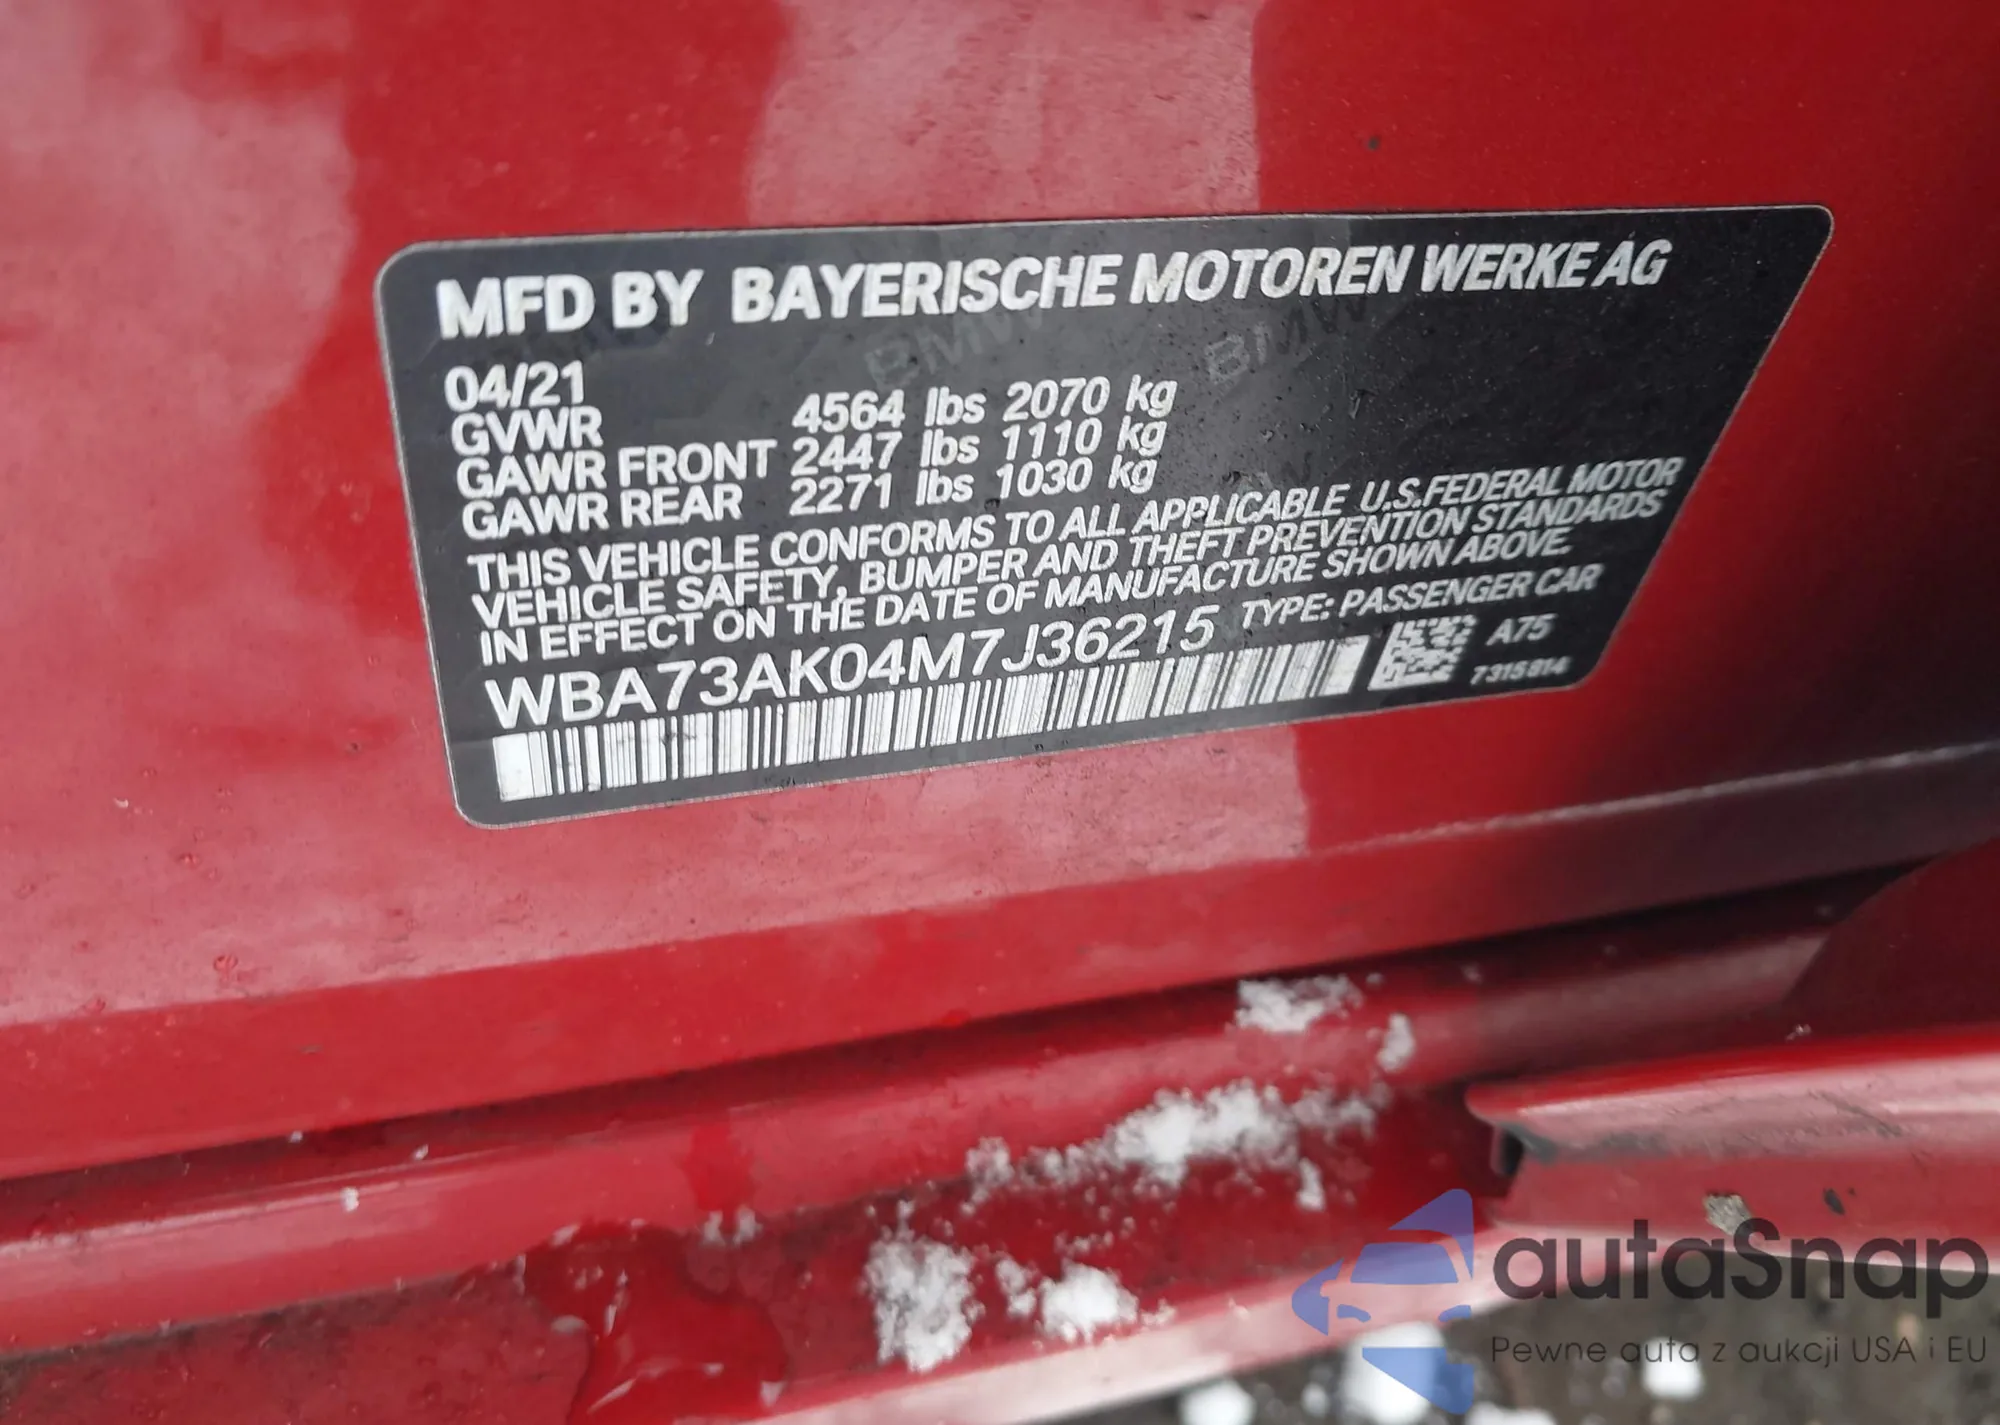 MFD BY BAYERISCHE MOTOREN WERKE AG
04/21
GVWR 4564 lbs 2070 kg
GAWR FRONT 2447 lbs 1110 kg
GAWR REAR 2271 lbs 1030 kg
THIS VEHICLE CONFORMS TO ALL APPLICABLE U.S.FEDERAL MOTOR
VEHICLE SAFETY, BUMPER AND THEFT PREVENTION STANDARDS
IN EFFECT ON THE DATE OF MANUFACTURE SHOWN ABOVE.
WBA73AK04M7J36215 TYPE: PASSENGER CAR
A75
7315814
BMW BMW
autaSnap
Pewne auta z aukcji USA i EU